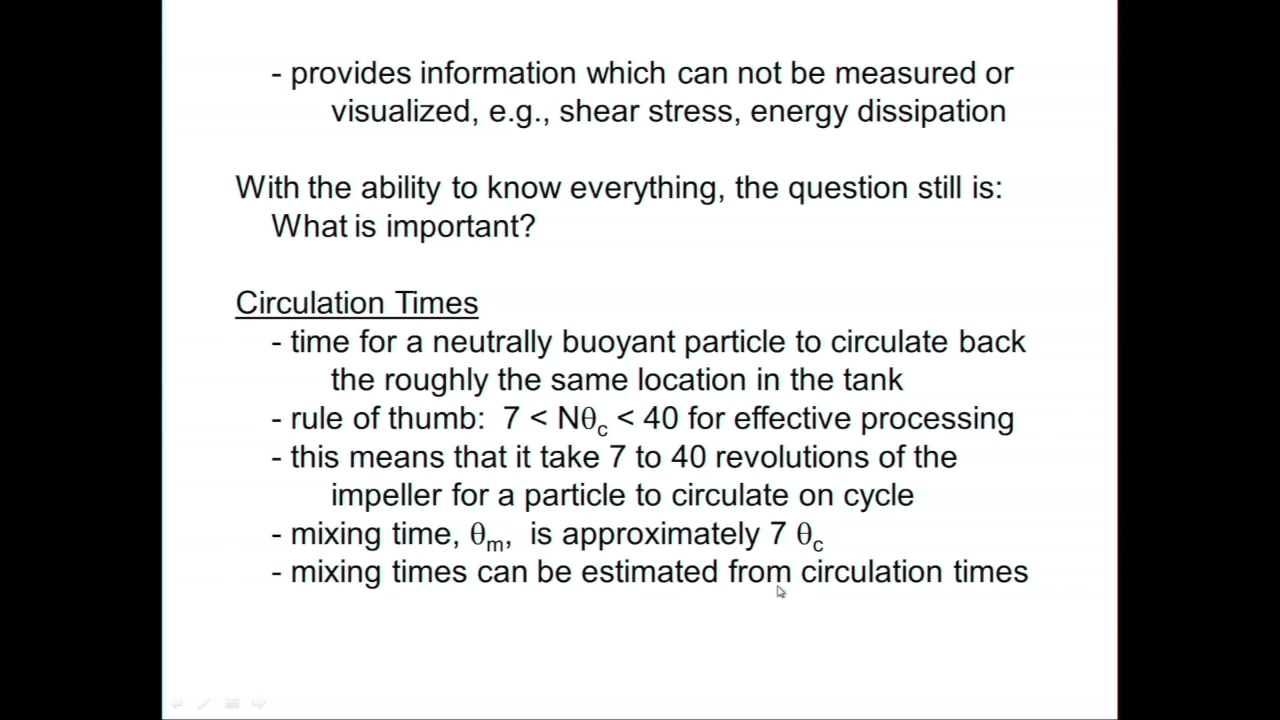 - provides information which can not be measured or
visualized, e.g., shear stress, energy dissipation
With the ability to know everything, the question still is:
What is important?
Circulation Times
- time for a neutrally buoyant particle to circulate back
the roughly the same location in the tank
- rule of thumb: 7 < Nθc < 40 for effective processing
- this means that it take 7 to 40 revolutions of the
impeller for a particle to circulate on cycle
- mixing time, θm, is approximately 7 θc
- mixing times can be estimated from circulation times